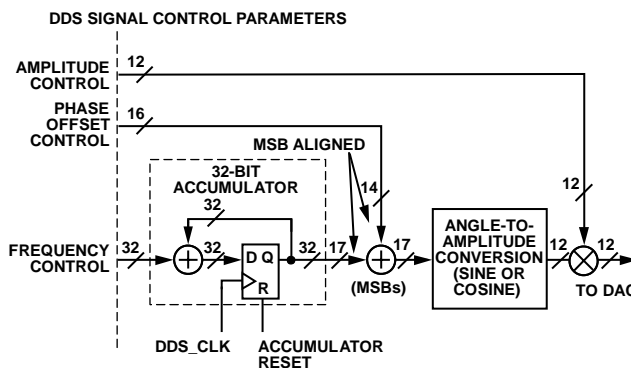 DDS SIGNAL CONTROL PARAMETERS
AMPLITUDE
CONTROL
12
PHASE
OFFSET
CONTROL
16
MSB ALIGNED
32-BIT
ACCUMULATOR
14
12
32
FREQUENCY
CONTROL
32
32
D Q
R
32
17
(MSBs)
17
ANGLE-TO-
AMPLITUDE
CONVERSION
(SINE OR
COSINE)
12
12
TO DAC
DDS_CLK
ACCUMULATOR
RESET